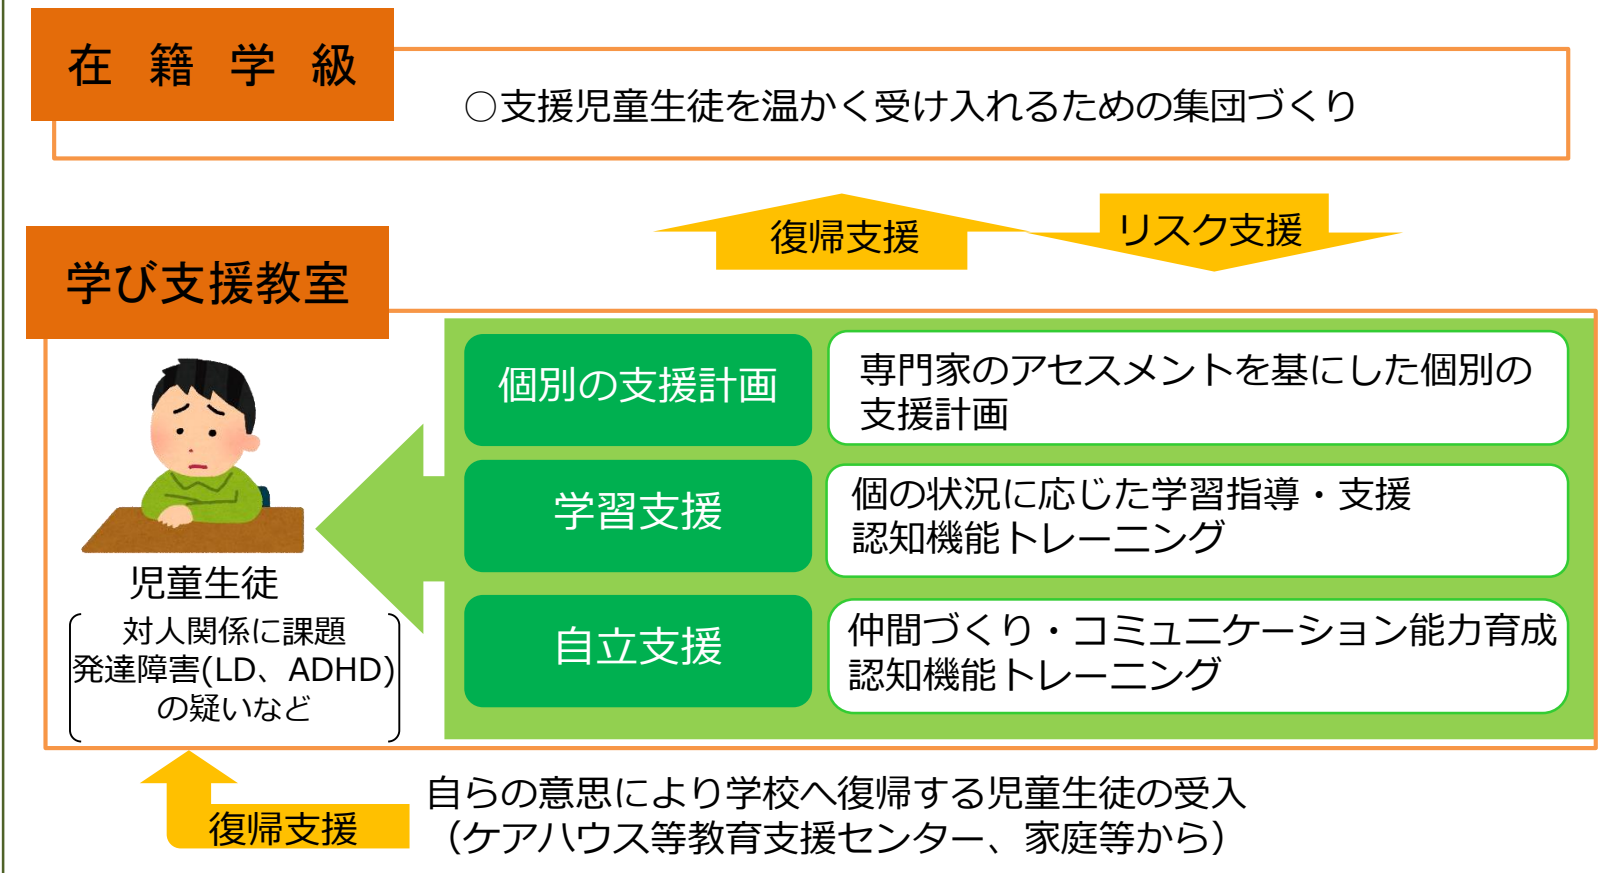 在籍学級
○支援児童生徒を温かく受け入れるための集団づくり
復帰支援
リスク支援
学び支援教室
個別の支援計画
専門家のアセスメントを基にした個別の
支援計画
学習支援
個の状況に応じた学習指導・支援
認知機能トレーニング
自立支援
仲間づくり・コミュニケーション能力育成
認知機能トレーニング
児童生徒
対人関係に課題
発達障害(LD、ADHD)
の疑いなど
復帰支援
自らの意思により学校へ復帰する児童生徒の受入
（ケアハウス等教育支援センター、家庭等から）